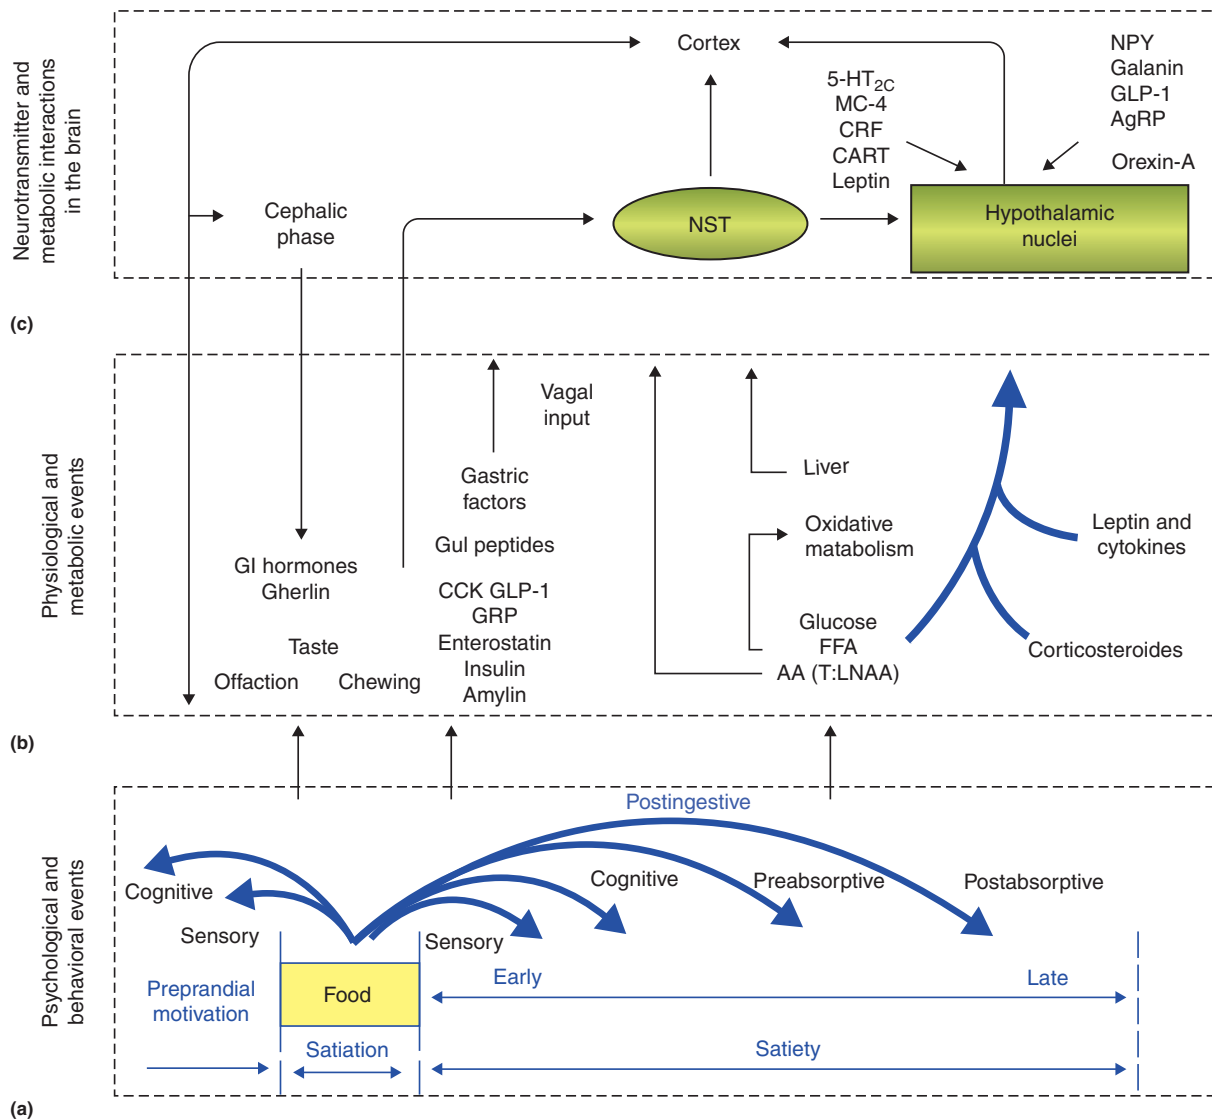 Neurotransmitter and
metabolic interactions
in the brain
Cortex
5-HT2C
MC-4
CRF
CART
Leptin
NPY
Galanin
GLP-1
AgRP
Orexin-A
Cephalic
phase
NST
Hypothalamic
nuclei
(c)
Physiological and
metabolic events
Vagal
input
Gastric
factors
Liver
Oxidative
matabolism
Leptin and
cytokines
Gul peptides
GI hormones
Gherlin
CCK GLP-1
GRP
Enterostatin
Insulin
Amylin
Taste
Offaction
Chewing
Glucose
FFA
AA (T:LNAA)
Corticosteroides
(b)
Psychological and
behavioral events
Postingestive
Cognitive
Sensory
Sensory
Cognitive
Preabsorptive
Postabsorptive
Preprandial
motivation
Food
Early
Late
Satiation
Satiety
(a)